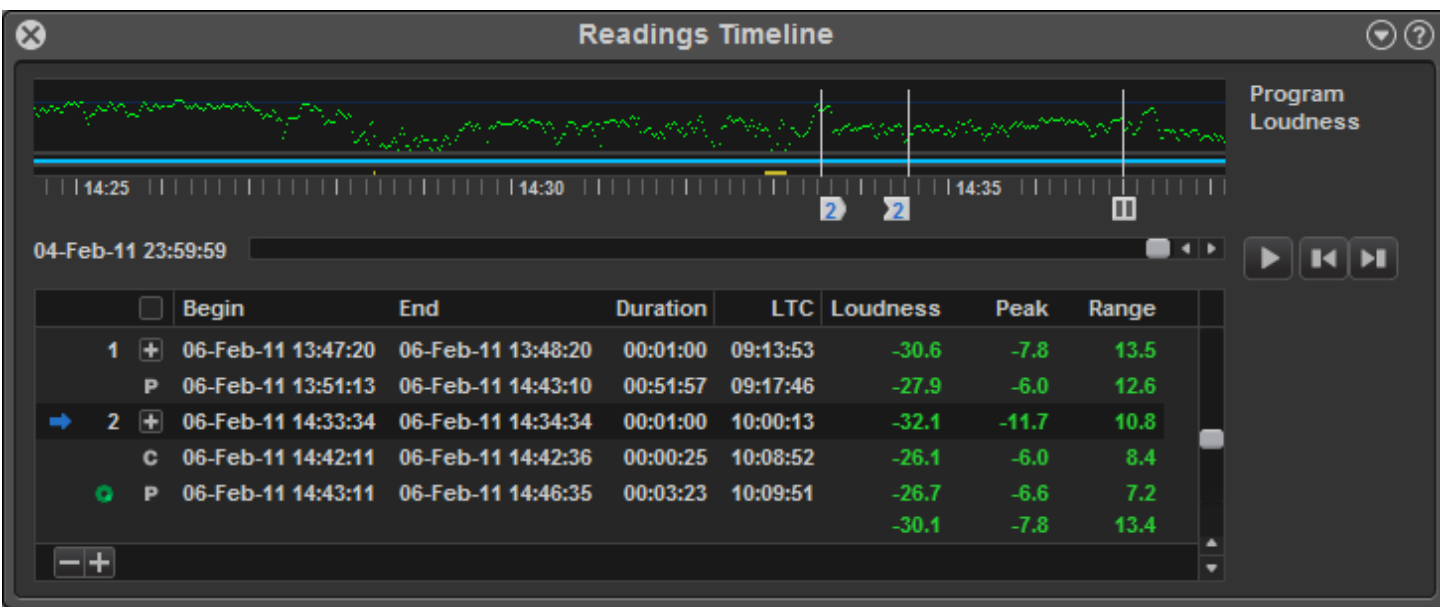 Readings Timeline
?
Program
Loudness
14:25 14:30 14:35
2 2
04-Feb-11 23:59:59
Begin End Duration LTC Loudness Peak Range
1 + 06-Feb-11 13:47:20 06-Feb-11 13:48:20 00:01:00 09:13:53 -30.6 -7.8 13.5
P 06-Feb-11 13:51:13 06-Feb-11 14:43:10 00:51:57 09:17:46 -27.9 -6.0 12.6
2 + 06-Feb-11 14:33:34 06-Feb-11 14:34:34 00:01:00 10:00:13 -32.1 -11.7 10.8
C 06-Feb-11 14:42:11 06-Feb-11 14:42:36 00:00:25 10:08:52 -26.1 -6.0 8.4
P 06-Feb-11 14:43:11 06-Feb-11 14:46:35 00:03:23 10:09:51 -26.7 -6.6 7.2
-30.1 -7.8 13.4